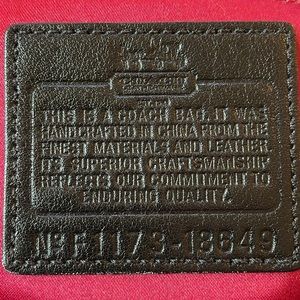 THIS IS A COACH BAG. IT WAS
HANDCRAFTED IN CHINA FROM THE
FINEST MATERIALS AND LEATHER.
ITS SUPERIOR CRAFTSMANSHIP
REFLECTS OUR COMMITMENT TO
ENDURING QUALITY.
Nº F1173-18649